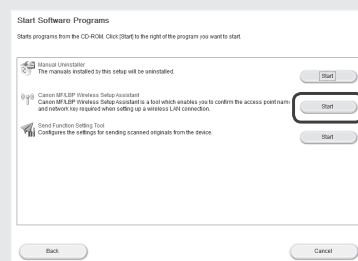 Start Software Programs
Starts programs from the CD-ROM. Click [Start] to the right of the program you want to start.
Manual Uninstaller
The manuals installed by this setup will be uninstalled.
Start
Canon MF/LBP Wireless Setup Assistant
Canon MF/LBP Wireless Setup Assistant is a tool which enables you to confirm the access point name
and network key required when setting up a wireless LAN connection.
Start
Send Function Setting Tool
Configures the settings for sending scanned originals from the device.
Start
Back
Cancel